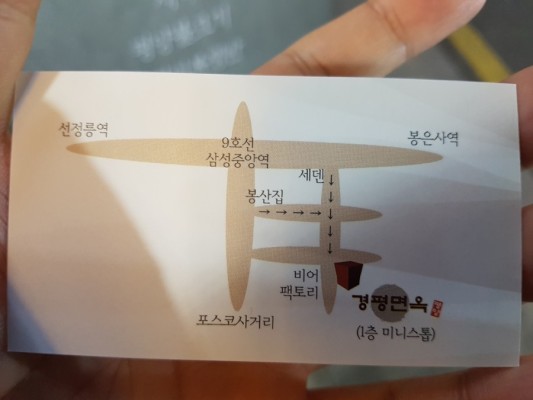 선정릉역
9호선
삼성중앙역
봉은사역
세덴
↓
↓
봉산집
→ → → → ↓
↓
↓
비어
팩토리
경평면옥
포스코사거리
(1층 미니스톱)